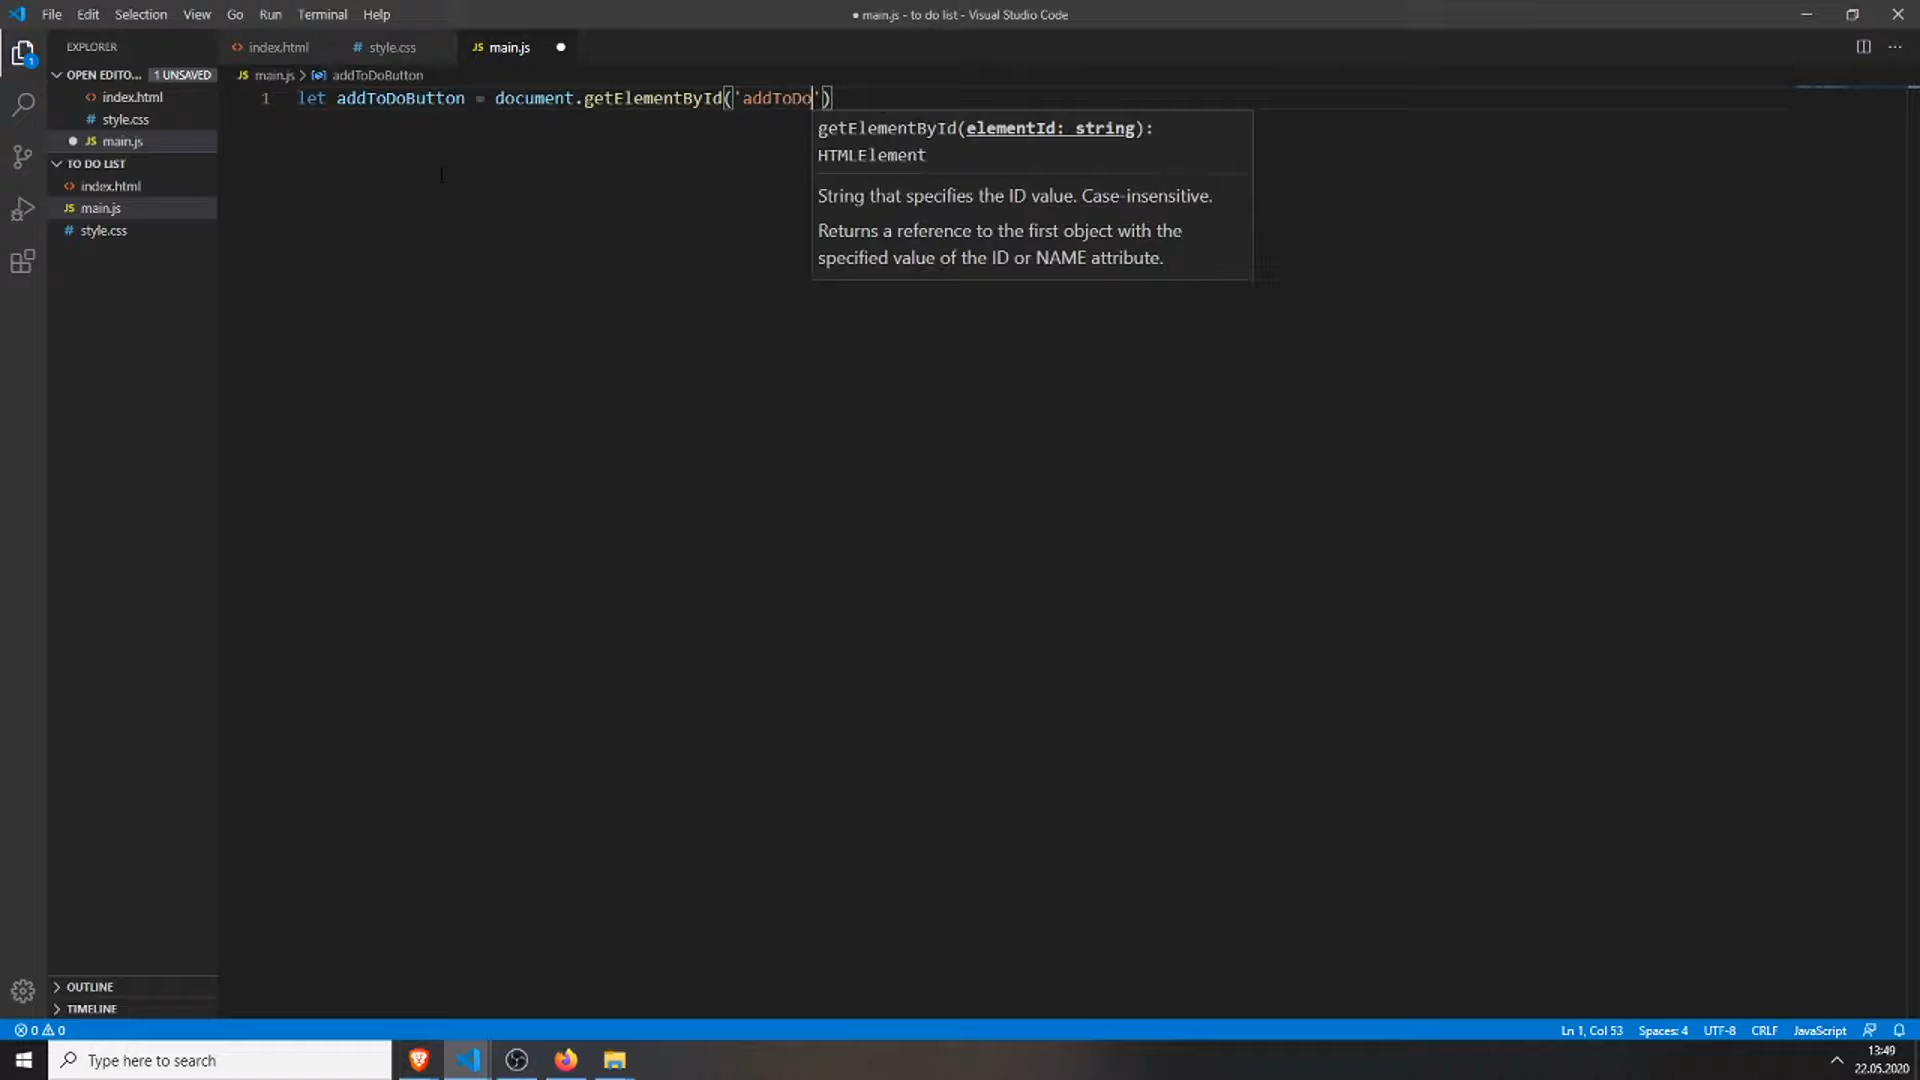 File Edit Selection View Go Run Terminal Help
● main.js - to do list - Visual Studio Code
EXPLORER
OPEN EDITO... 1 UNSAVED
index.html
style.css
JS main.js
TO DO LIST
index.html
JS main.js
# style.css
<> index.html
# style.css
JS main.js
JS main.js > addToDoButton
1 let addToDoButton = document.getElementById('addToDo')
getElementById(elementId: string):
HTMLElement
String that specifies the ID value. Case-insensitive.
Returns a reference to the first object with the
specified value of the ID or NAME attribute.
OUTLINE
TIMELINE
0 0
Ln 1, Col 53 Spaces: 4 UTF-8 CRLF JavaScript
Type here to search
13:49
22.05.2020
1